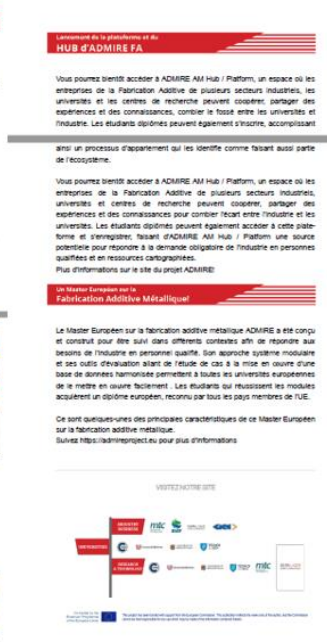 Lancement de la plateforme et du
HUB d'ADMIRE FA
Vous pourrez bientôt accéder à ADMIRE AM Hub / Platform, un espace où les
entreprises de la Fabrication Additive de plusieurs secteurs industriels, les
universités et les centres de recherche peuvent coopérer, partager des
expériences et des connaissances, combler le fossé entre les universités et
l'industrie. Les étudiants diplômés peuvent également s'inscrire, accomplissant
ainsi un processus d'appariement qui les identifie comme faisant aussi partie
de l'écosystème.
Vous pourrez bientôt accéder à ADMIRE AM Hub / Platform, un espace où les
entreprises de la Fabrication Additive de plusieurs secteurs industriels,
universités et centres de recherche peuvent coopérer, partager des
expériences et des connaissances pour combler l'écart entre l'industrie et les
universités. Les étudiants diplômés peuvent également accéder à cette plate-
forme et s'enregistrer, faisant d'ADMIRE AM Hub / Platform une source
potentielle pour répondre à la demande obligatoire de l'industrie en personnes
qualifiées et en ressources cartographiées.
Plus d'informations sur le site du projet ADMIRE!
Un Master Européen sur la
Fabrication Additive Métallique!
Le Master Européen sur la fabrication additive métallique ADMIRE a été conçu
et construit pour être suivi dans différents contextes afin de répondre aux
besoins de l'industrie en personnel qualifié. Son approche système modulaire
et ses outils d'évaluation allant de l'étude de cas à la mise en œuvre d'une
base de données harmonisée permettent à toutes les universités européennes
de le mettre en œuvre facilement . Les étudiants qui réussissent les modules
acquièrent un diplôme européen, reconnu par tous les pays membres de l'UE.
Ce sont quelques-unes des principales caractéristiques de ce Master Européen
sur la fabrication additive métallique.
Suivez https://admireproject.eu pour plus d'informations
VISITEZ NOTRE SITE
mtc
mtc